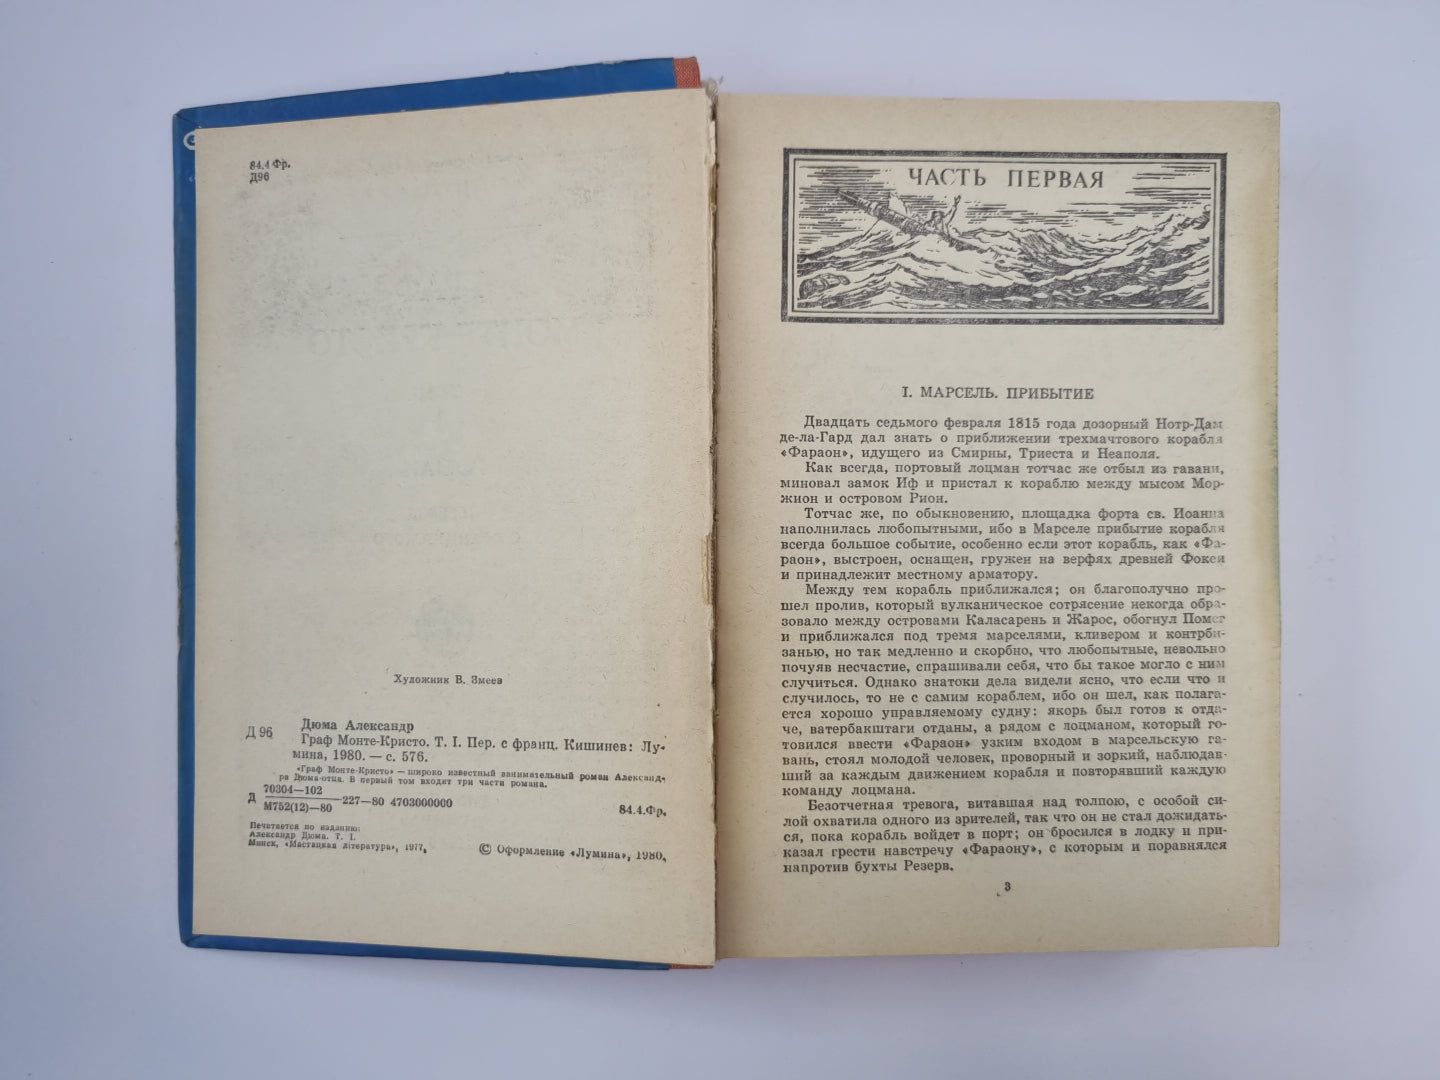 84.4 Фр.
Д96
Художник В. Змеев
Д 96
Дюма Александр
Граф Монте-Кристо. Т. I. Пер. с франц. Кишинев: Лу-
мина, 1980. — с. 576.
«Граф Монте-Кристо» — широко известный занимательный роман Александ-
ра Дюма-отца. В первый том входят три части романа.
Д 70304—102
М752(12)—80 227—80 4703000000
84.4.Фр.
Печатается по изданию:
Александр Дюма. Т. I.
Минск, «Мастацкая література», 1977.
© Оформление «Лумина», 1980.
ЧАСТЬ ПЕРВАЯ
I. МАРСЕЛЬ. ПРИБЫТИЕ
Двадцать седьмого февраля 1815 года дозорный Нотр-Дам
де-ла-Гард дал знать о приближении трехмачтового корабля
«Фараон», идущего из Смирны, Триеста и Неаполя.
Как всегда, портовый лоцман тотчас же отбыл из гавани,
миновал замок Иф и пристал к кораблю между мысом Мор-
жион и островом Рион.
Тотчас же, по обыкновению, площадка форта св. Иоанна
наполнилась любопытными, ибо в Марселе прибытие корабля
всегда большое событие, особенно если этот корабль, как «Фа-
раон», выстроен, оснащен, гружен на верфях древней Фокеи
и принадлежит местному арматору.
Между тем корабль приближался; он благополучно про-
шел пролив, который вулканическое сотрясение некогда обра-
зовало между островами Каласарень и Жарос, обогнул Помег
и приближался под тремя марселями, кливером и контрби-
занью, но так медленно и скорбно, что любопытные, невольно
почуяв несчастие, спрашивали себя, что бы такое могло с ним
случиться. Однако знатоки дела видели ясно, что если что и
случилось, то не с самим кораблем, ибо он шел, как полага-
ется хорошо управляемому судну: якорь был готов к отда-
че, ватербакштаги отданы, а рядом с лоцманом, который го-
товился ввести «Фараон» узким входом в марсельскую га-
вань, стоял молодой человек, проворный и зоркий, наблюдав-
ший за каждым движением корабля и повторявший каждую
команду лоцмана.
Безотчетная тревога, витавшая над толпою, с особой си-
лой охватила одного из зрителей, так что он не стал дожидать-
ся, пока корабль войдет в порт; он бросился в лодку и при-
казал грести навстречу «Фараону», с которым и поравнялся
напротив бухты Резерв.
3